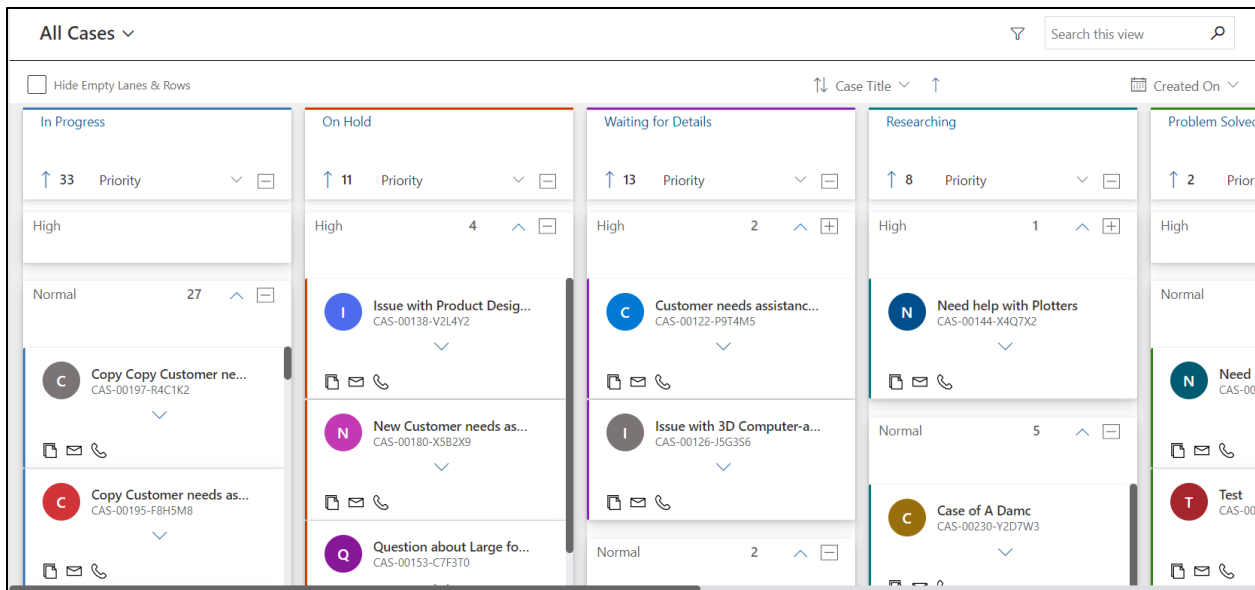 All Cases
Search this view
Hide Empty Lanes & Rows
Case Title
Created On
In Progress
33 Priority
High
Normal 27
C
Copy Copy Customer ne...
CAS-00197-R4C1K2
C
Copy Customer needs as...
CAS-00195-F8H5M8
On Hold
11 Priority
High 4
I
Issue with Product Desig...
CAS-00138-V2L4Y2
N
New Customer needs as...
CAS-00180-X5B2X9
Q
Question about Large fo...
CAS-00153-C7F3T0
Waiting for Details
13 Priority
High 2
C
Customer needs assistanc...
CAS-00122-P9T4M5
I
Issue with 3D Computer-a...
CAS-00126-J5G3S6
Normal 2
Researching
8 Priority
High 1
N
Need help with Plotters
CAS-00144-X4Q7X2
Normal 5
C
Case of A Damc
CAS-00230-Y2D7W3
Problem Solved
2 Prior
High
Normal
N
Need
CAS-00
T
Test
CAS-00